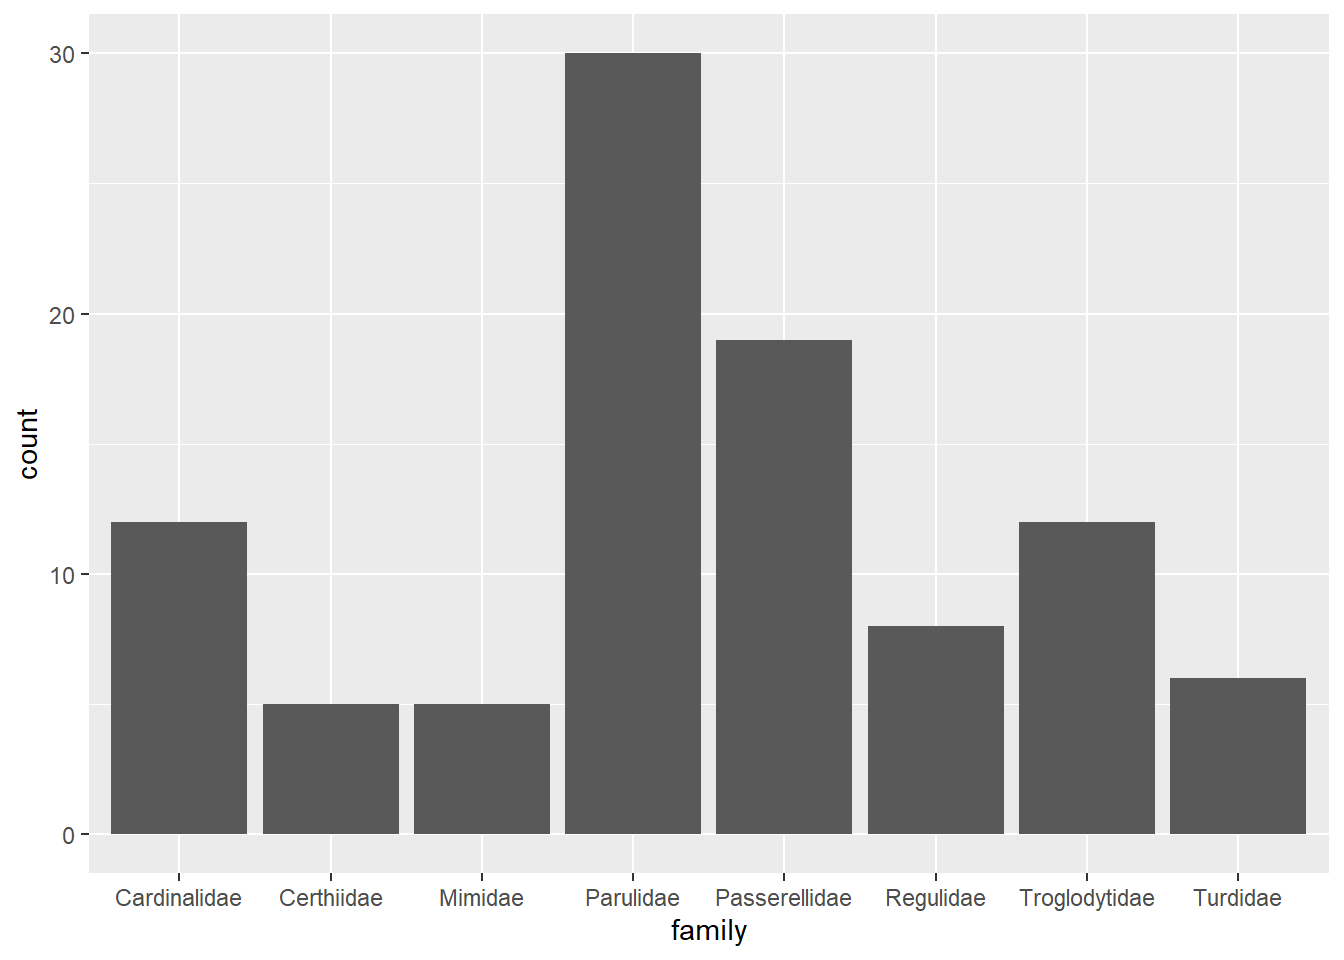 30
20
10
0
count
Cardinalidae Certhiidae Mimidae Parulidae Passerellidae Regulidae Troglodytidae Turdidae
family